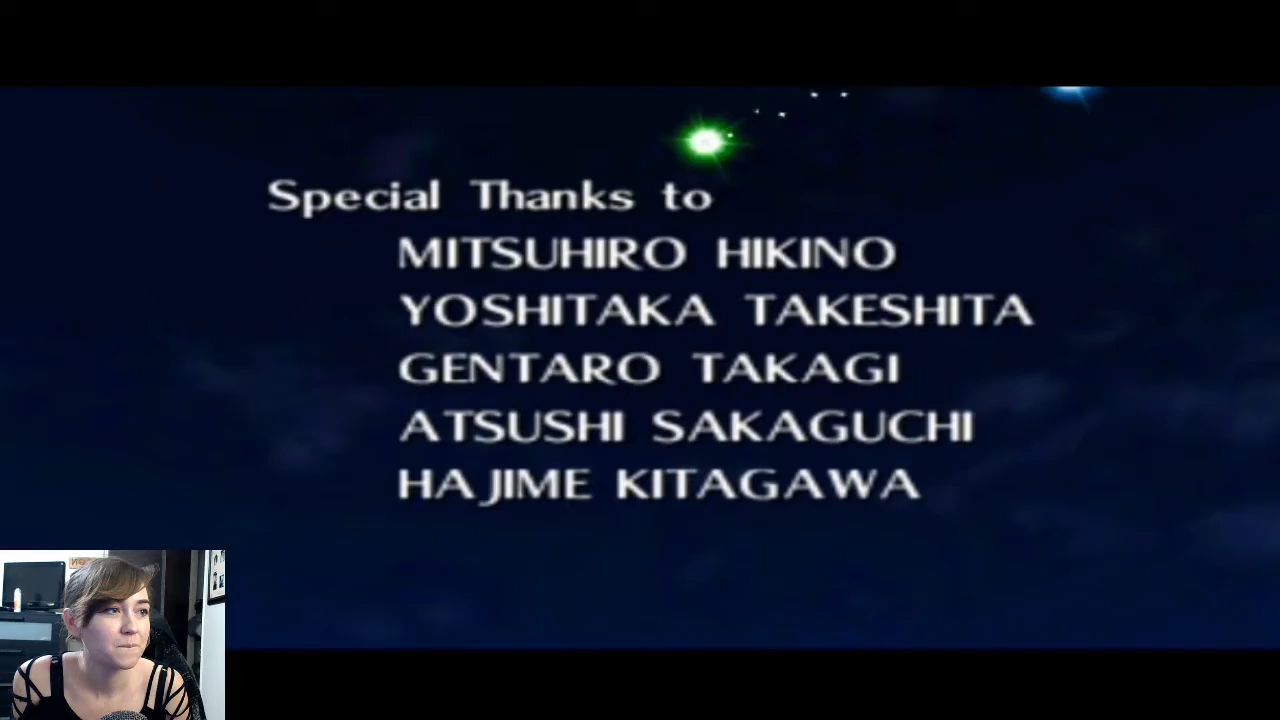 Special Thanks to
MITSUHIRO HIKINO
YOSHITAKA TAKESHITA
GENTARO TAKAGI
ATSUSHI SAKAGUCHI
HAJIME KITAGAWA